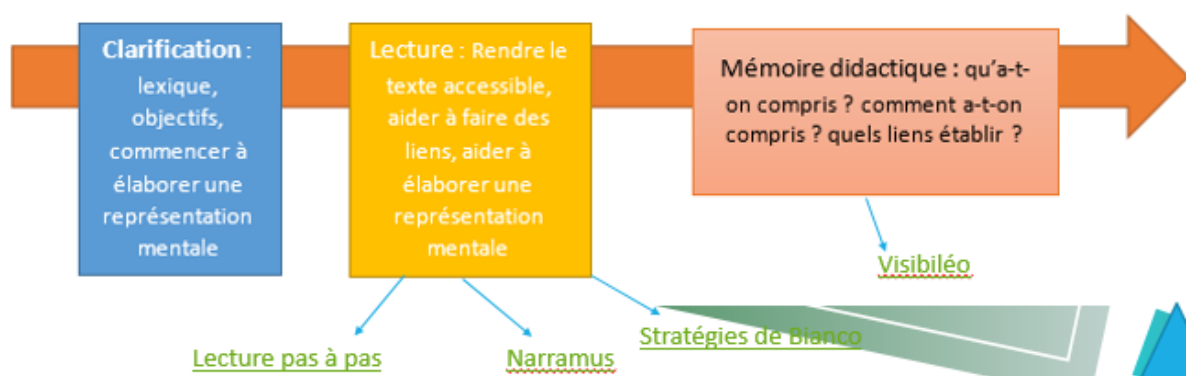 Clarification :
lexique,
objectifs,
commencer à
élaborer une
représentation
mentale
Lecture : Rendre le
texte accessible,
aider à faire des
liens, aider à
élaborer une
représentation
mentale
Mémoire didactique : qu’a-t-
on compris ? comment a-t-on
compris ? quels liens établir ?
Visibiléo
Stratégies de Bianco
Lecture pas à pas
Narramus